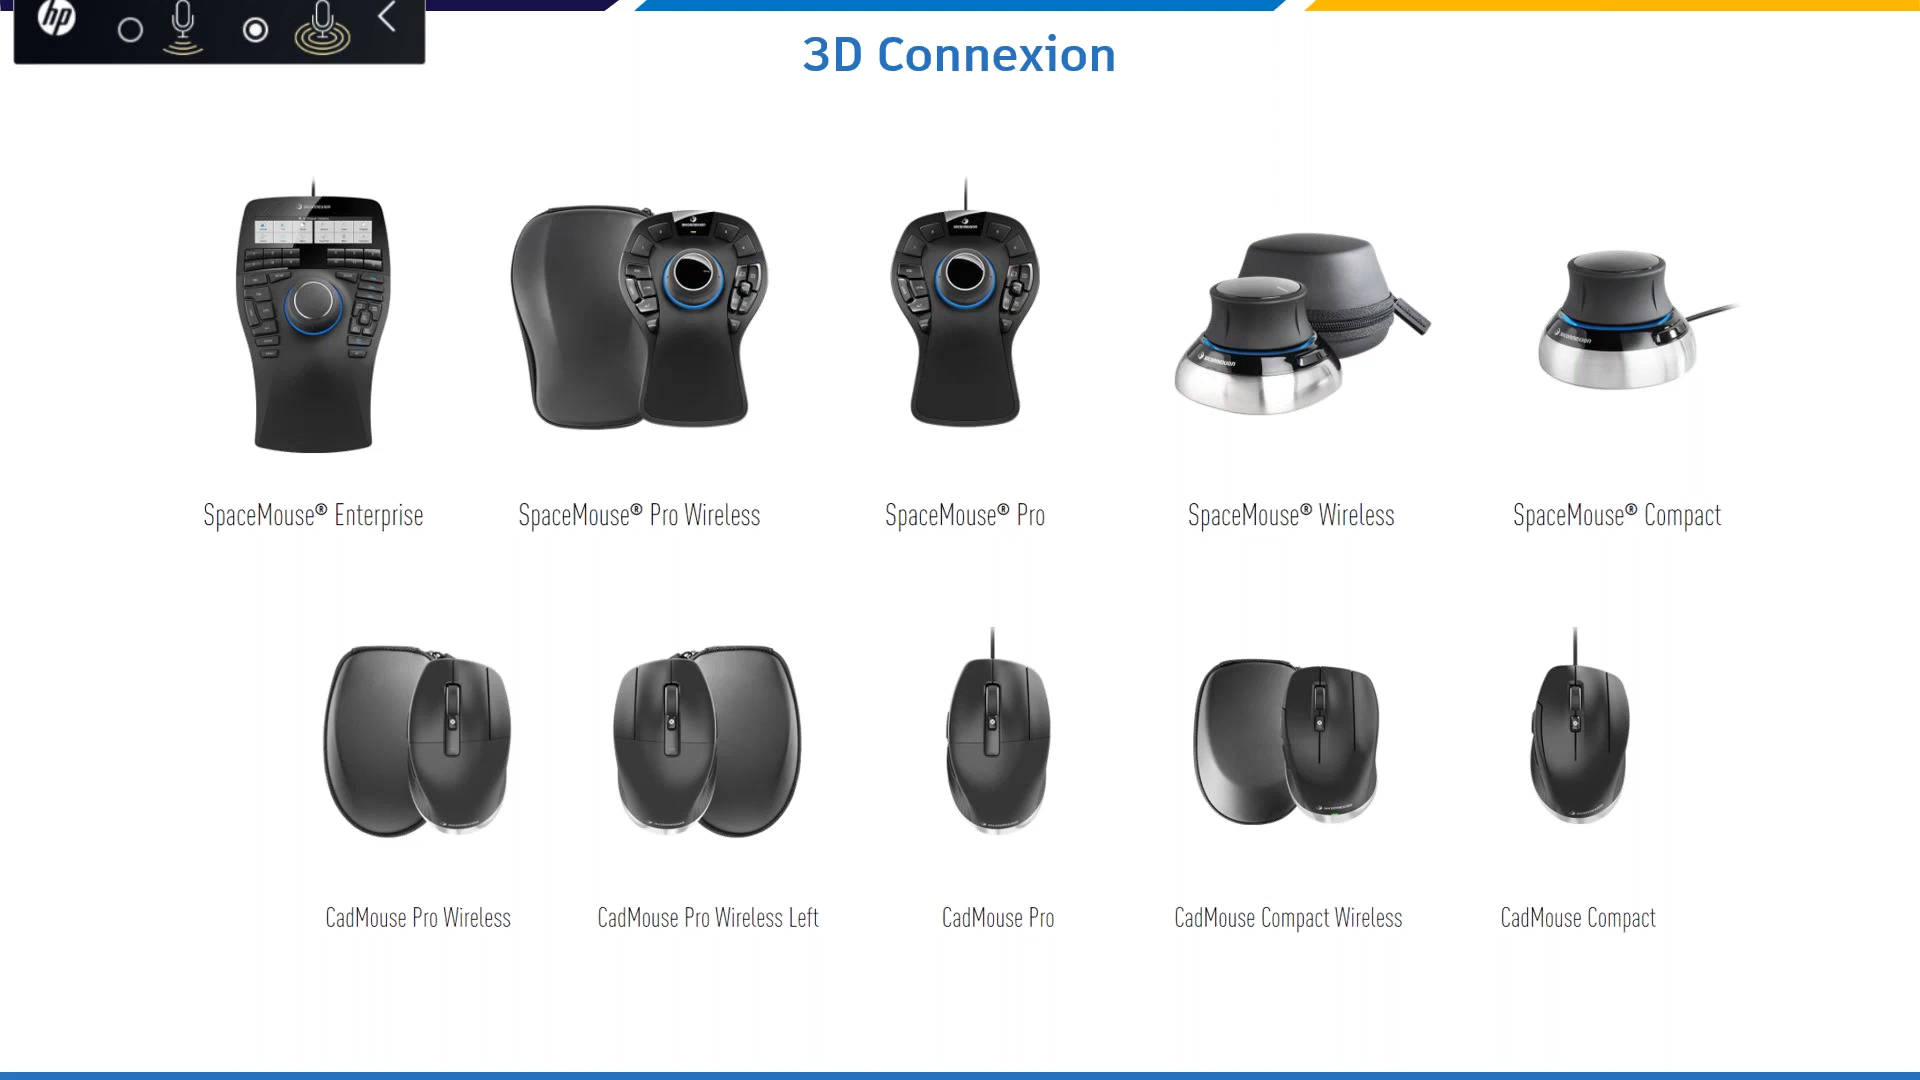 hp
3D Connexion
SpaceMouse® Enterprise
SpaceMouse® Pro Wireless
SpaceMouse® Pro
SpaceMouse® Wireless
SpaceMouse® Compact
CadMouse Pro Wireless
CadMouse Pro Wireless Left
CadMouse Pro
CadMouse Compact Wireless
CadMouse Compact